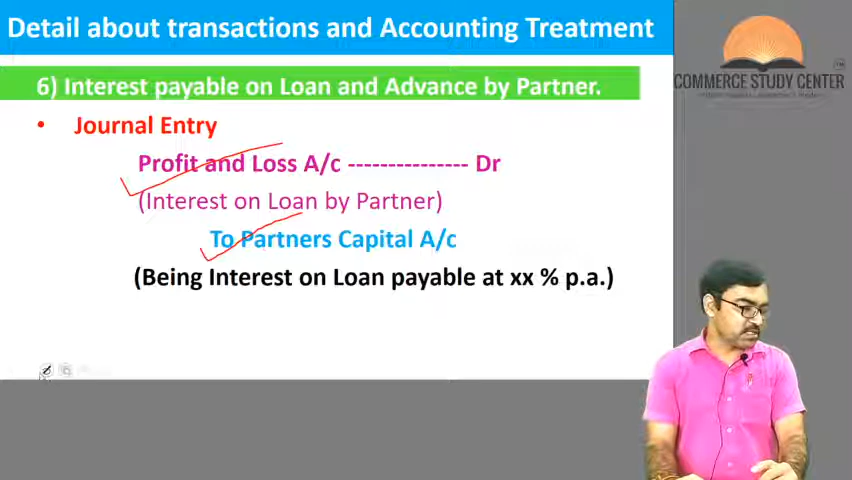 Detail about transactions and Accounting Treatment
COMMERCE STUDY CENTER
TM
6) Interest payable on Loan and Advance by Partner.
• Journal Entry
Profit and Loss A/c --------------- Dr
(Interest on Loan by Partner)
To Partners Capital A/c
(Being Interest on Loan payable at xx % p.a.)